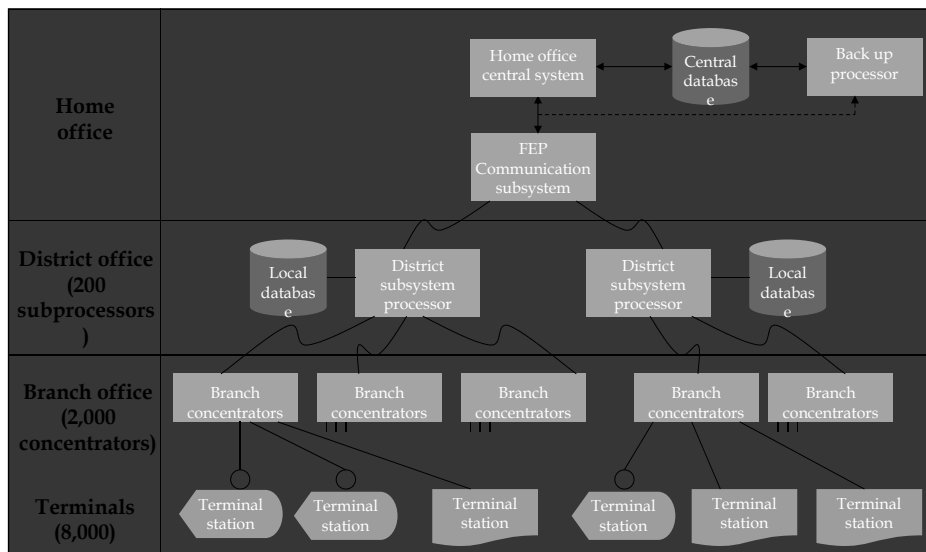 Home office
central system
Central
databas
e
Back up
processor
Home
office
FEP
Communication
subsystem
District office
(200
subprocessors
)
Local
databas
e
District
subsystem
processor
District
subsystem
processor
Local
databas
e
Branch office
(2,000
concentrators)
Branch
concentrators
Branch
concentrators
Branch
concentrators
Branch
concentrators
Branch
concentrators
Terminals
(8,000)
Terminal
station
Terminal
station
Terminal
station
Terminal
station
Terminal
station
Terminal
station